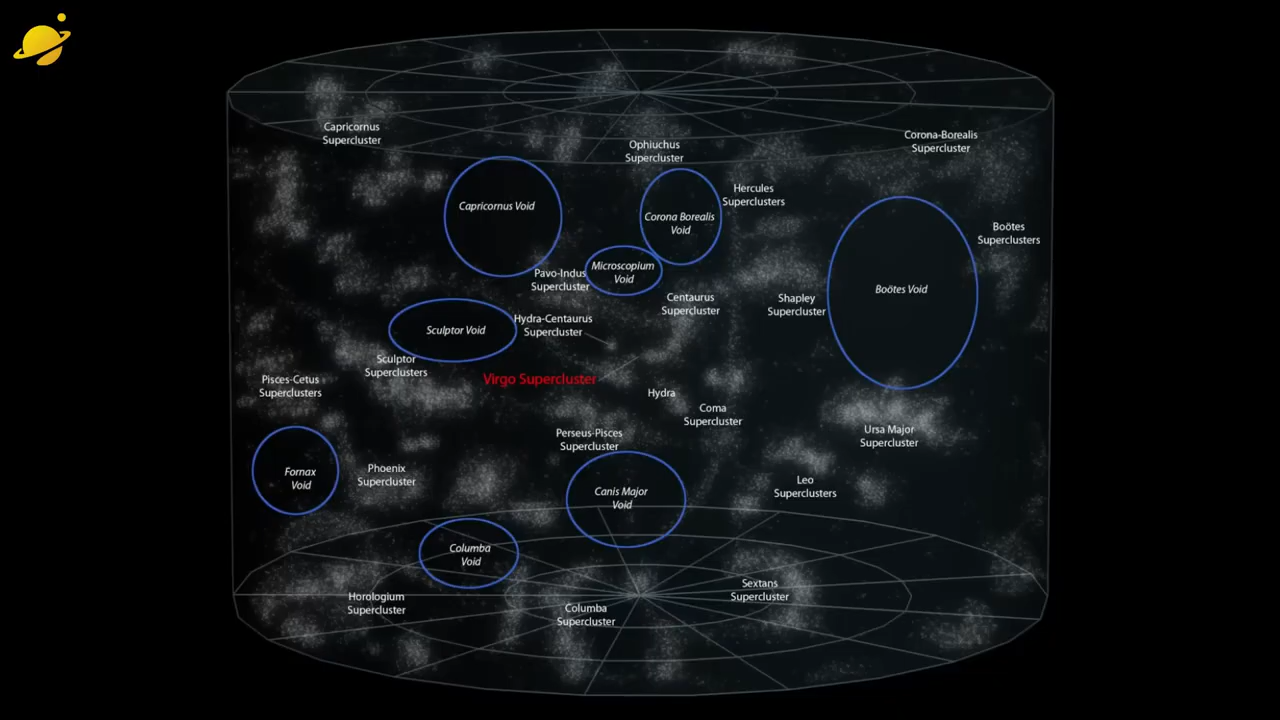 Capricornus
Supercluster
Ophiuchus
Supercluster
Corona-Borealis
Supercluster
Capricornus Void
Corona Borealis
Void
Hercules
Superclusters
Boötes
Superclusters
Pavo-Indus
Supercluster
Microscopium
Void
Centaurus
Supercluster
Shapley
Supercluster
Boötes Void
Sculptor Void
Hydra-Centaurus
Supercluster
Sculptor
Superclusters
Pisces-Cetus
Superclusters
Virgo Supercluster
Hydra
Coma
Supercluster
Perseus-Pisces
Supercluster
Ursa Major
Supercluster
Fornax
Void
Phoenix
Supercluster
Canis Major
Void
Leo
Superclusters
Columba
Void
Horologium
Supercluster
Columba
Supercluster
Sextans
Supercluster